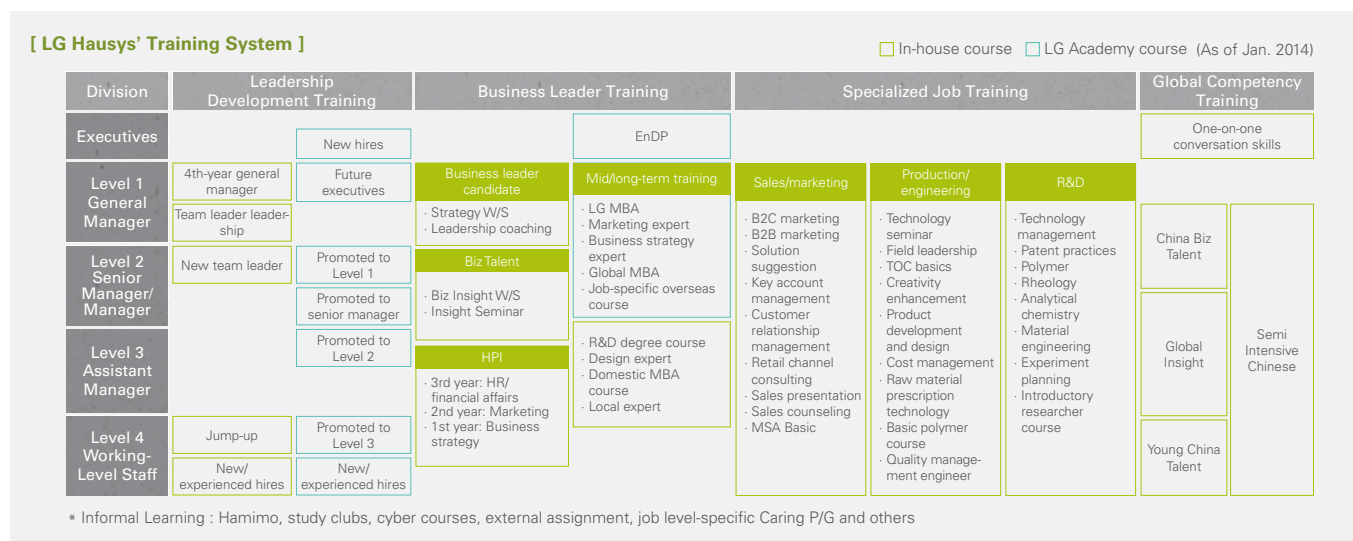 [ LG Hausys’ Training System ]
In-house course LG Academy course (As of Jan. 2014)
Division
Leadership
Development Training
Business Leader Training
Specialized Job Training
Global Competency
Training
Executives
New hires
EnDP
One-on-one
conversation skills
Level 1
General
Manager
4th-year general
manager
Team leader leader-
ship
Future
executives
Level 2
Senior
Manager/
Manager
New team leader
Promoted to
Level 1
Promoted to
senior manager
Level 3
Assistant
Manager
Promoted to
Level 2
Level 4
Working-
Level Staff
Jump-up
Promoted to
Level 3
New/
experienced hires
New/
experienced hires
Business leader
candidate
· Strategy W/S
· Leadership coaching
Biz Talent
· Biz Insight W/S
· Insight Seminar
HPI
· 3rd year: HR/
financial affairs
· 2nd year: Marketing
· 1st year: Business
strategy
Mid/long-term training
· LG MBA
· Marketing expert
· Business strategy
expert
· Global MBA
· Job-specific overseas
course
· R&D degree course
· Design expert
· Domestic MBA
course
· Local expert
Sales/marketing
· B2C marketing
· B2B marketing
· Solution
suggestion
· Key account
management
· Customer
relationship
management
· Retail channel
consulting
· Sales presentation
· Sales counseling
· MSA Basic
Production/
engineering
· Technology
seminar
· Field leadership
· TOC basics
· Creativity
enhancement
· Product
development
and design
· Cost management
· Raw material
prescription
technology
· Basic polymer
course
· Quality manage-
ment engineer
R&D
· Technology
management
· Patent practices
· Polymer
· Rheology
· Analytical
chemistry
· Material
engineering
· Experiment
planning
· Introductory
researcher
course
China Biz
Talent
Global
Insight
Young China
Talent
Semi
Intensive
Chinese
* Informal Learning : Hamimo, study clubs, cyber courses, external assignment, job level-specific Caring P/G and others